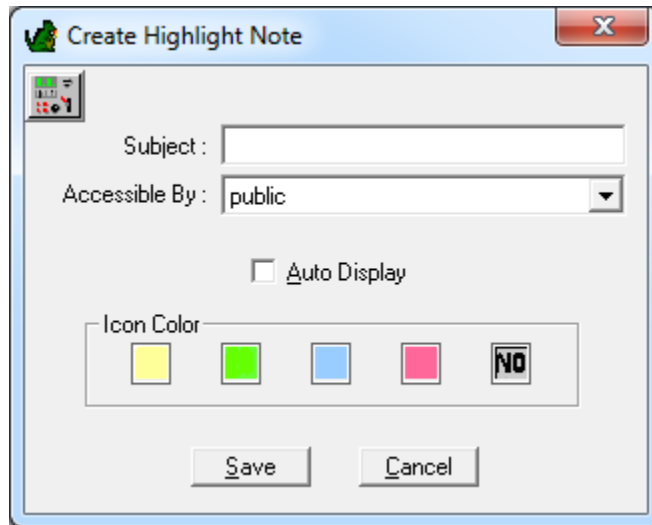 Create Highlight Note
Subject :
Accessible By : public
Auto Display
Icon Color
NO
Save Cancel